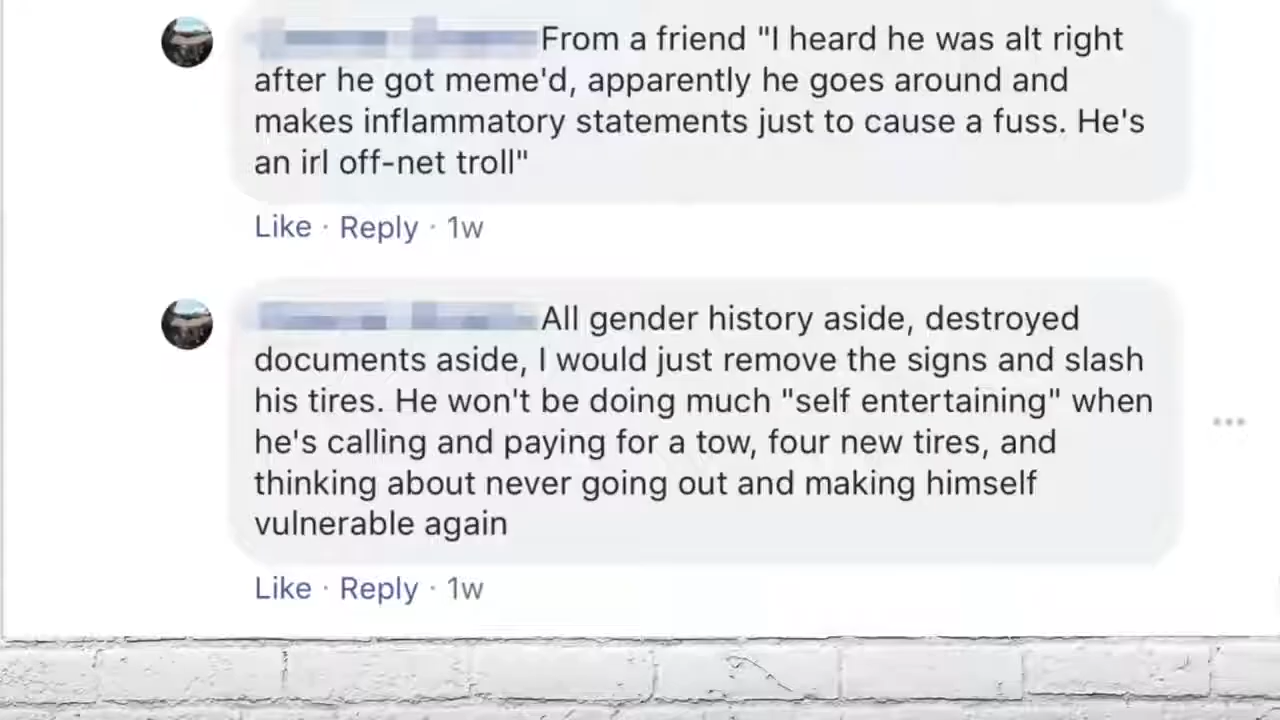 From a friend "I heard he was alt right
after he got meme'd, apparently he goes around and
makes inflammatory statements just to cause a fuss. He's
an irl off-net troll"
Like · Reply · 1w
All gender history aside, destroyed
documents aside, I would just remove the signs and slash
his tires. He won't be doing much "self entertaining" when
he's calling and paying for a tow, four new tires, and
thinking about never going out and making himself
vulnerable again
Like · Reply · 1w